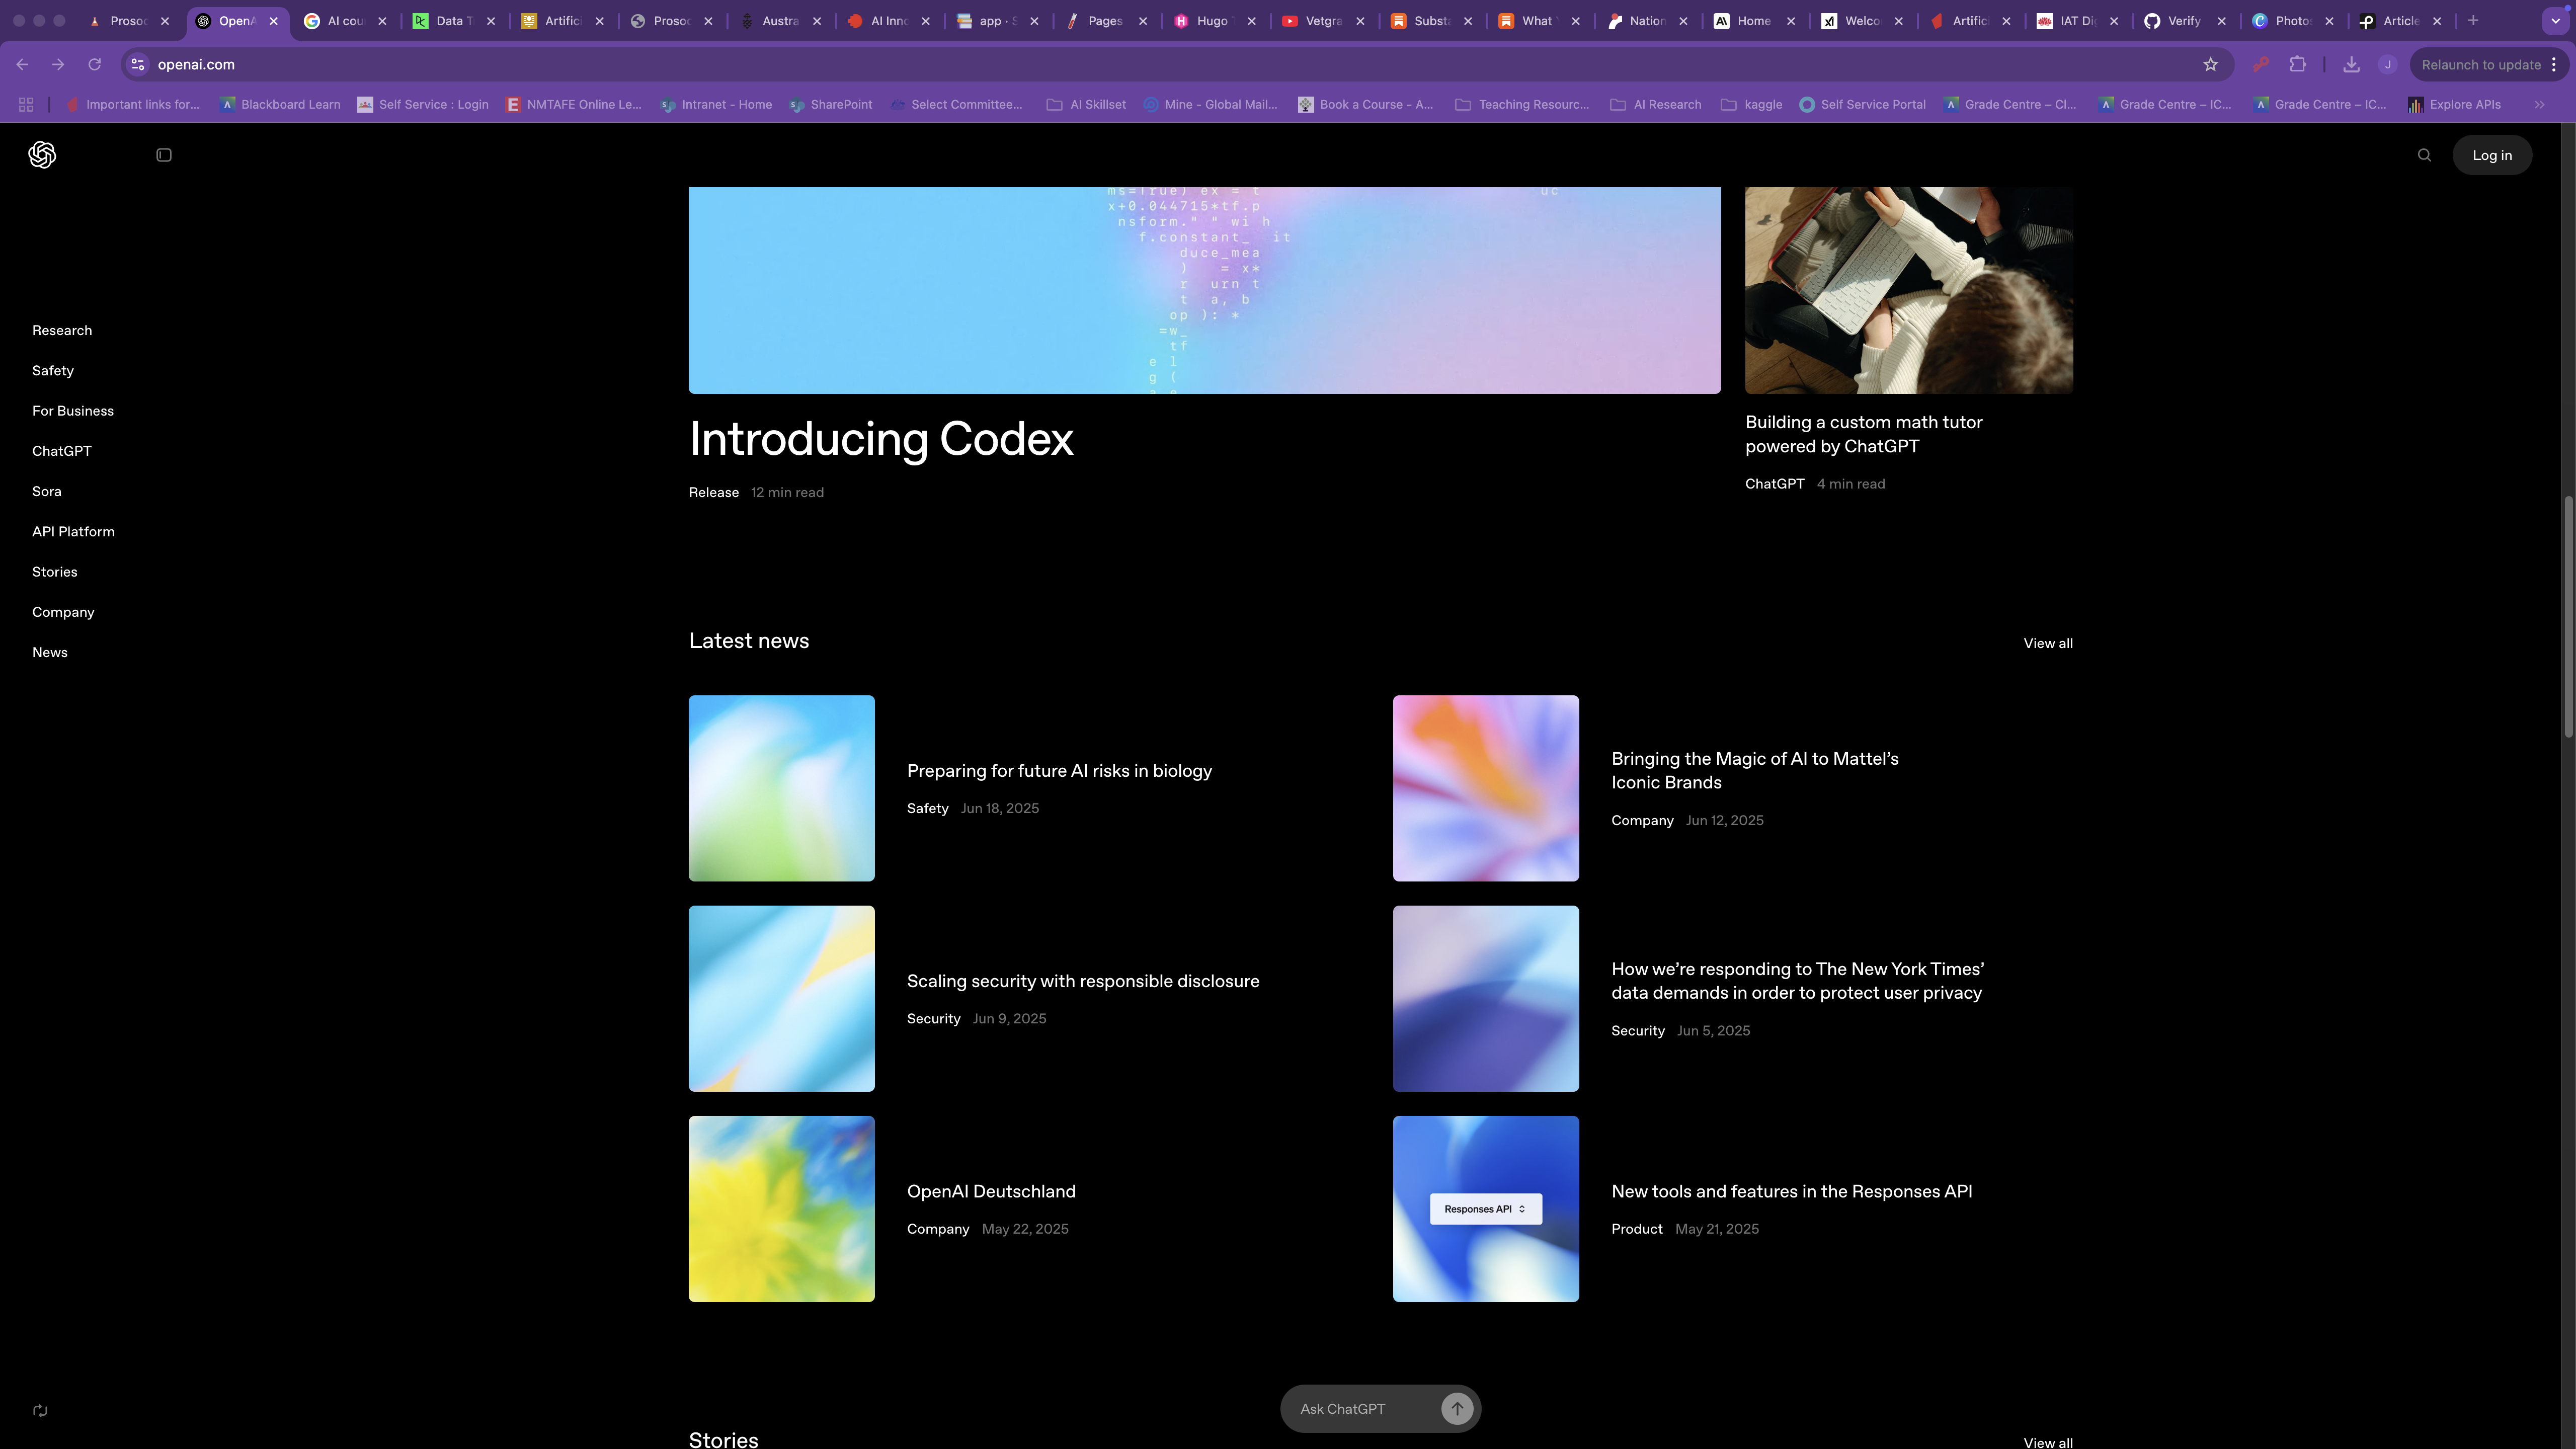 Prosoc
OpenA
AI cou
Data T
Artifici
Prosoc
Austra
AI Inno
app · S
Pages
Hugo
Vetgra
Substa
What
Nation
Home
Welco
Artific
IAT Di
Verify
Photos
Article
openai.com
J
Relaunch to update
Important links for...
Blackboard Learn
Self Service : Login
NMTAFE Online Le...
Intranet - Home
SharePoint
Select Committee...
AI Skillset
Mine - Global Mail...
Book a Course - A...
Teaching Resourc...
AI Research
kaggle
Self Service Portal
Grade Centre – Cl...
Grade Centre – IC...
Grade Centre – IC...
Explore APIs
Log in
Research
Safety
For Business
ChatGPT
Sora
API Platform
Stories
Company
News
ms=True) ex = t
uc
x+0.044715*tf.p
nsform." " wi h
f.constant_ it
duce_mea
) = x*
r urn t
t a, b
op ): *
=w_
tf
e l
g (
Introducing Codex
Release 12 min read
Building a custom math tutor
powered by ChatGPT
ChatGPT 4 min read
Latest news
View all
Preparing for future AI risks in biology
Safety Jun 18, 2025
Bringing the Magic of AI to Mattel’s
Iconic Brands
Company Jun 12, 2025
Scaling security with responsible disclosure
Security Jun 9, 2025
How we’re responding to The New York Times’
data demands in order to protect user privacy
Security Jun 5, 2025
OpenAI Deutschland
Company May 22, 2025
Responses API
New tools and features in the Responses API
Product May 21, 2025
Ask ChatGPT
Stories
View all